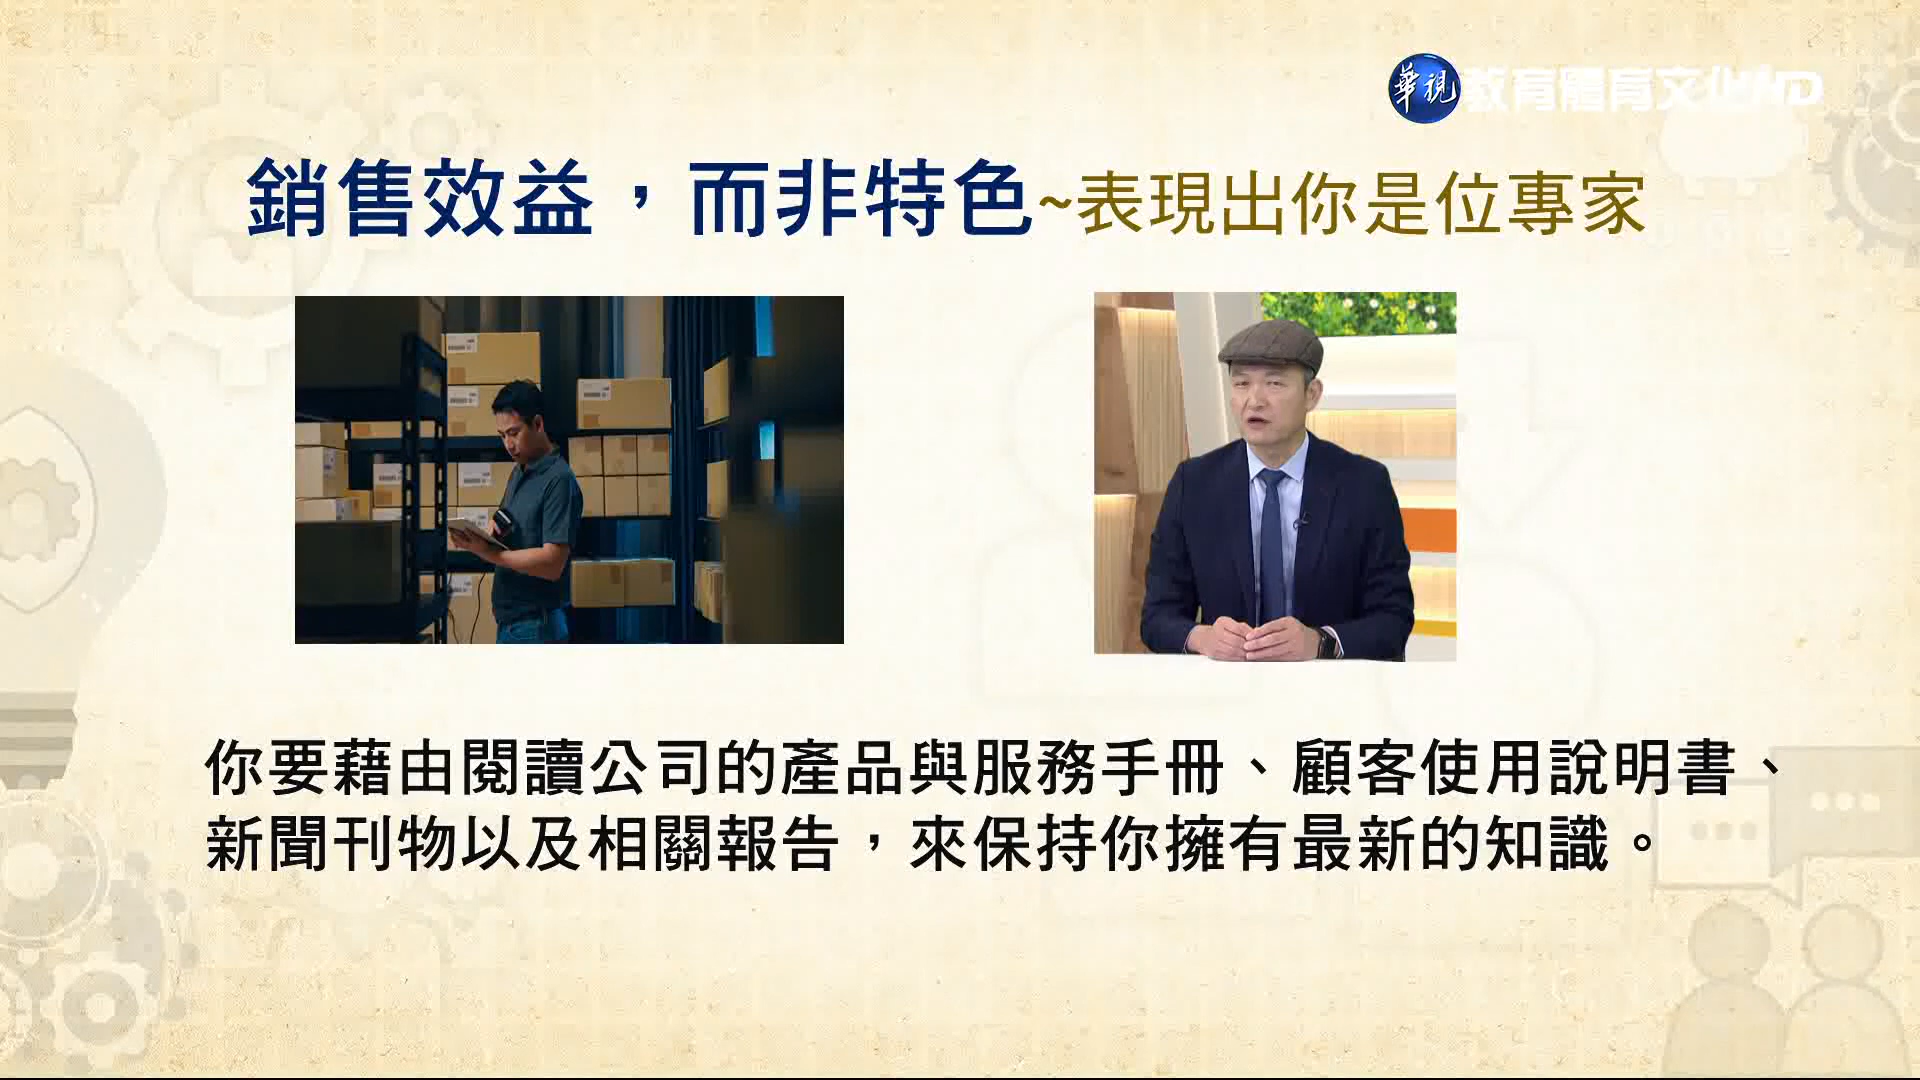 華視 教育體育文化HD
銷售效益，而非特色~表現出你是位專家
你要藉由閱讀公司的產品與服務手冊、顧客使用說明書、
新聞刊物以及相關報告，來保持你擁有最新的知識。